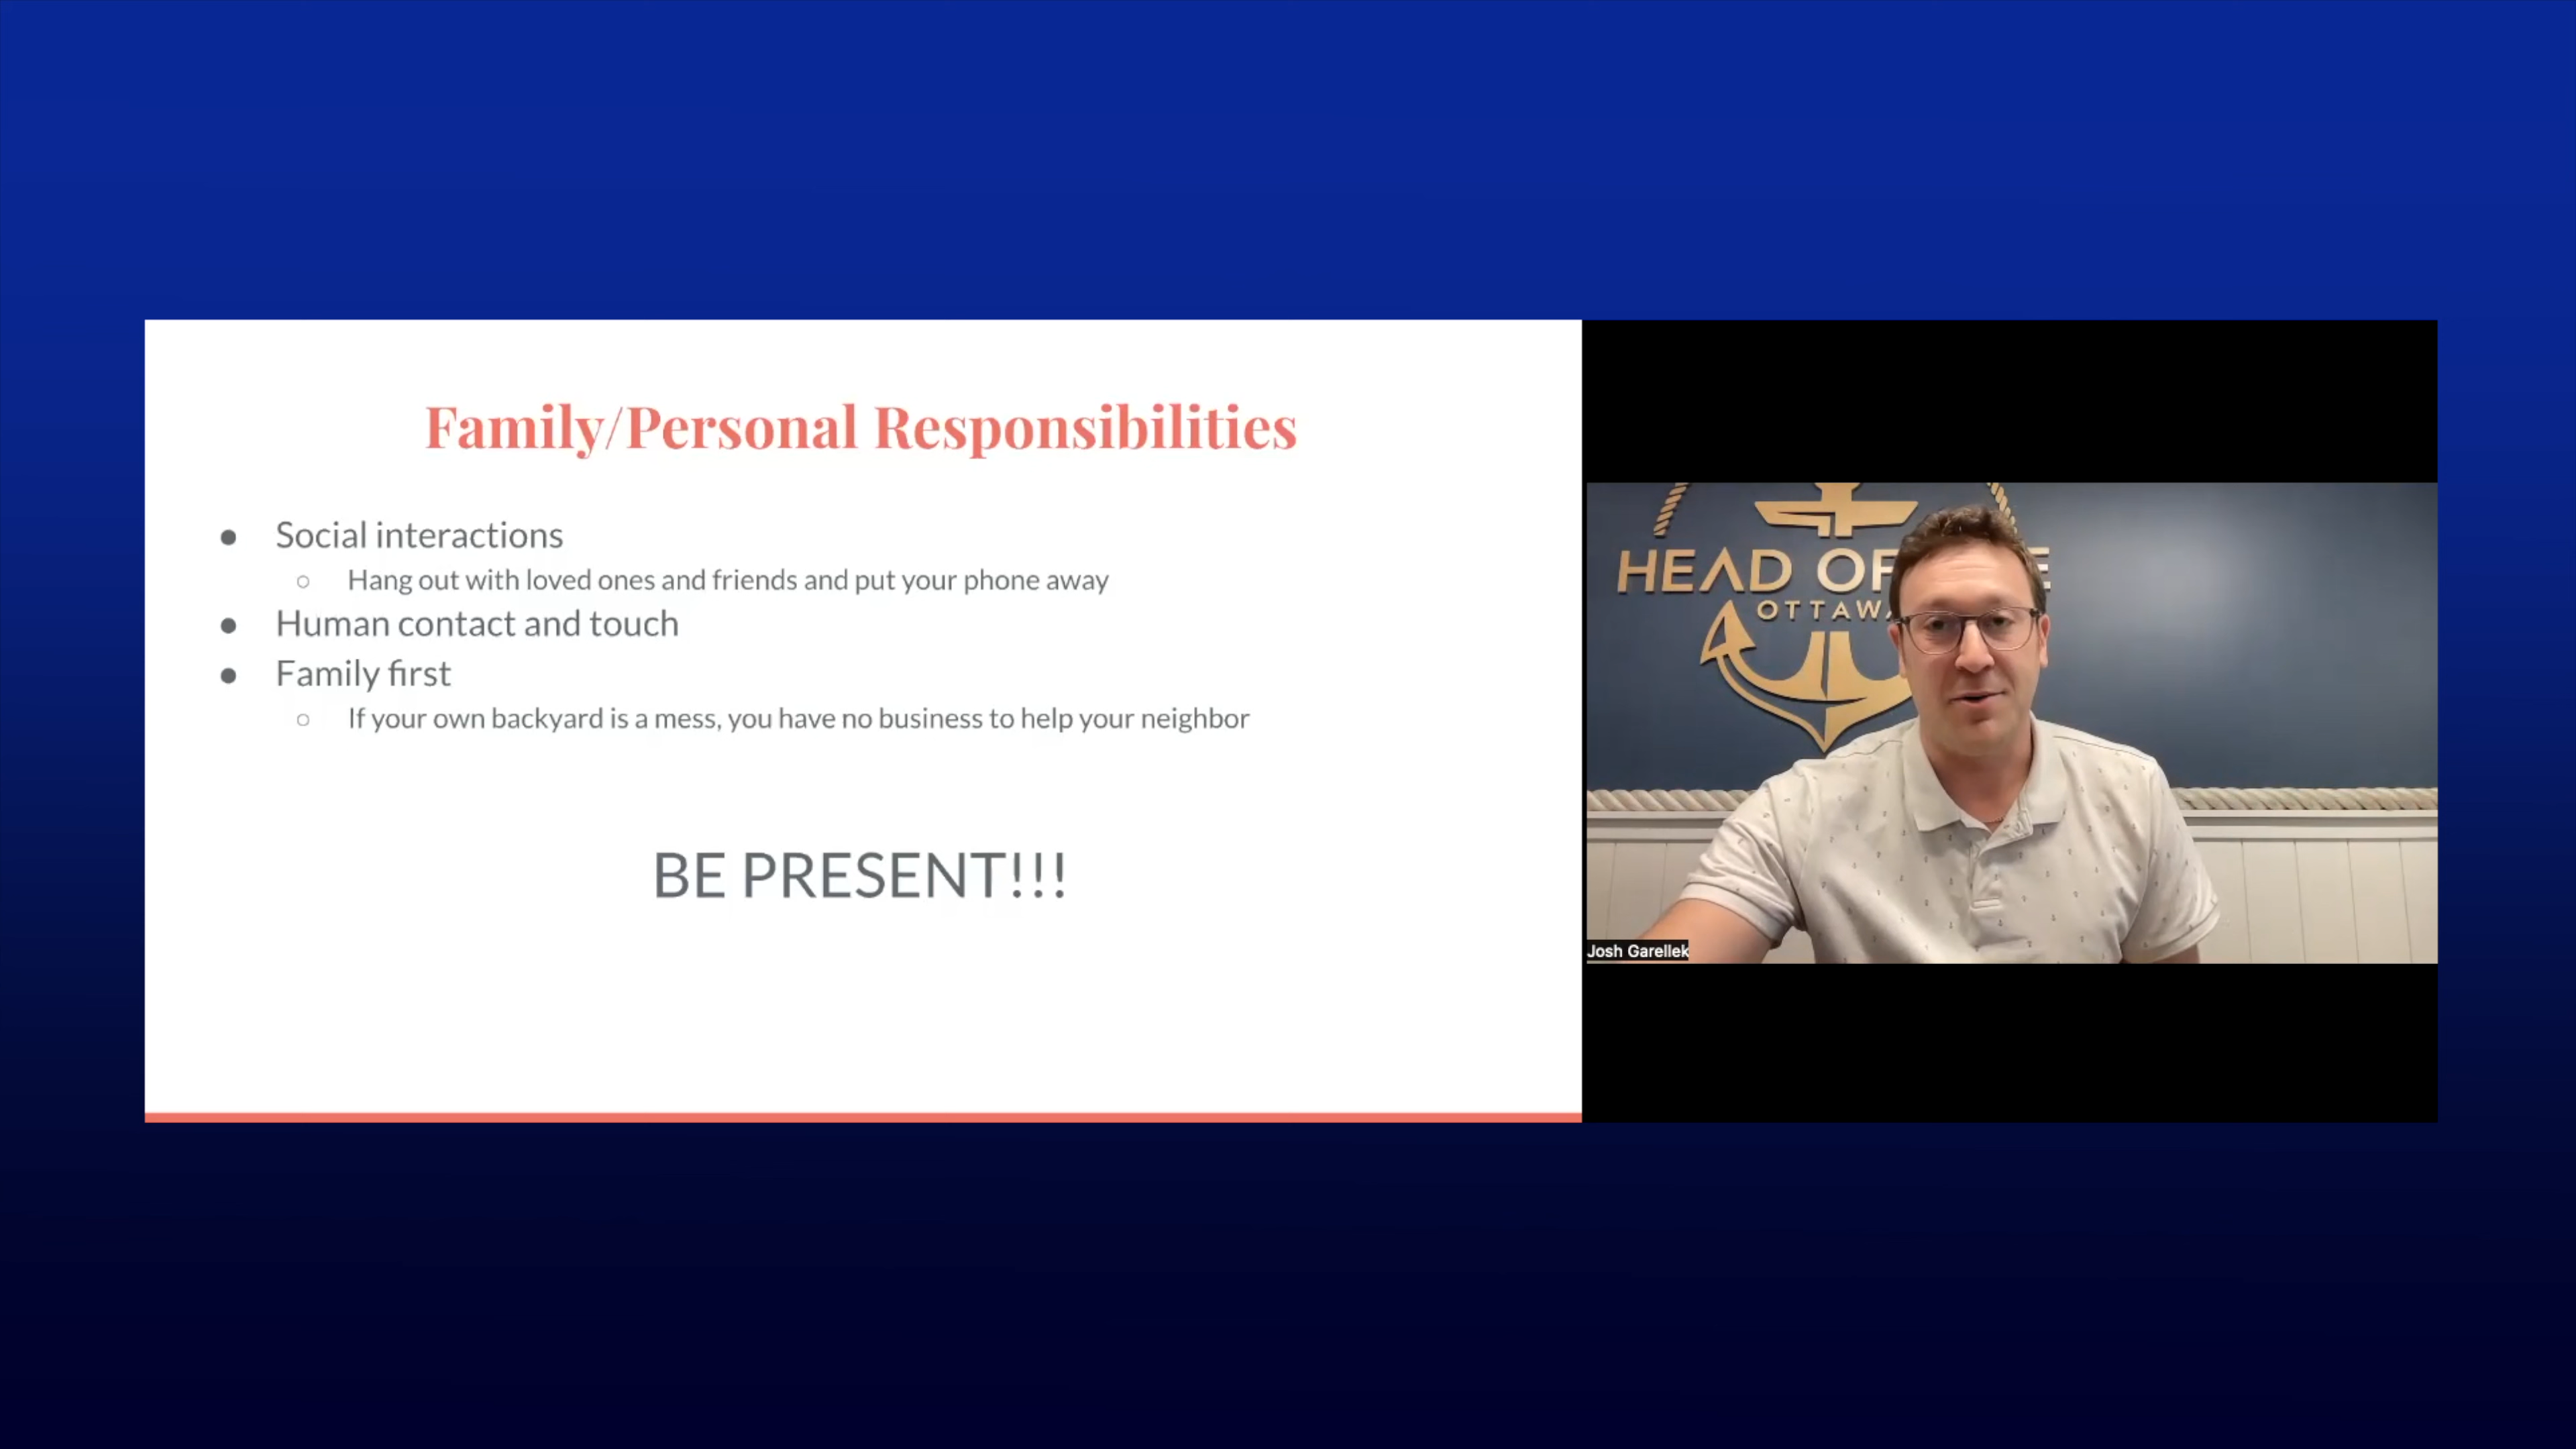 Family/Personal Responsibilities
● Social interactions
○ Hang out with loved ones and friends and put your phone away
● Human contact and touch
● Family first
○ If your own backyard is a mess, you have no business to help your neighbor
BE PRESENT!!!
HEAD OF
OTTAWA
Josh Garellek